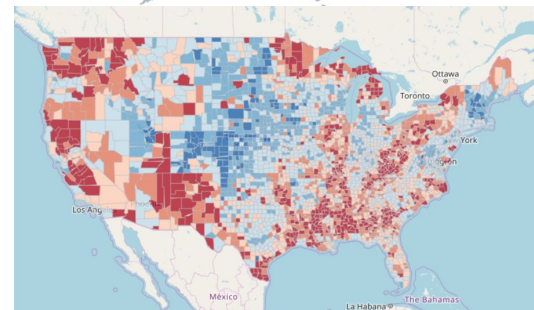 Ottawa
Toronto
York
Los Ang
México
La Habana
The Bahamas